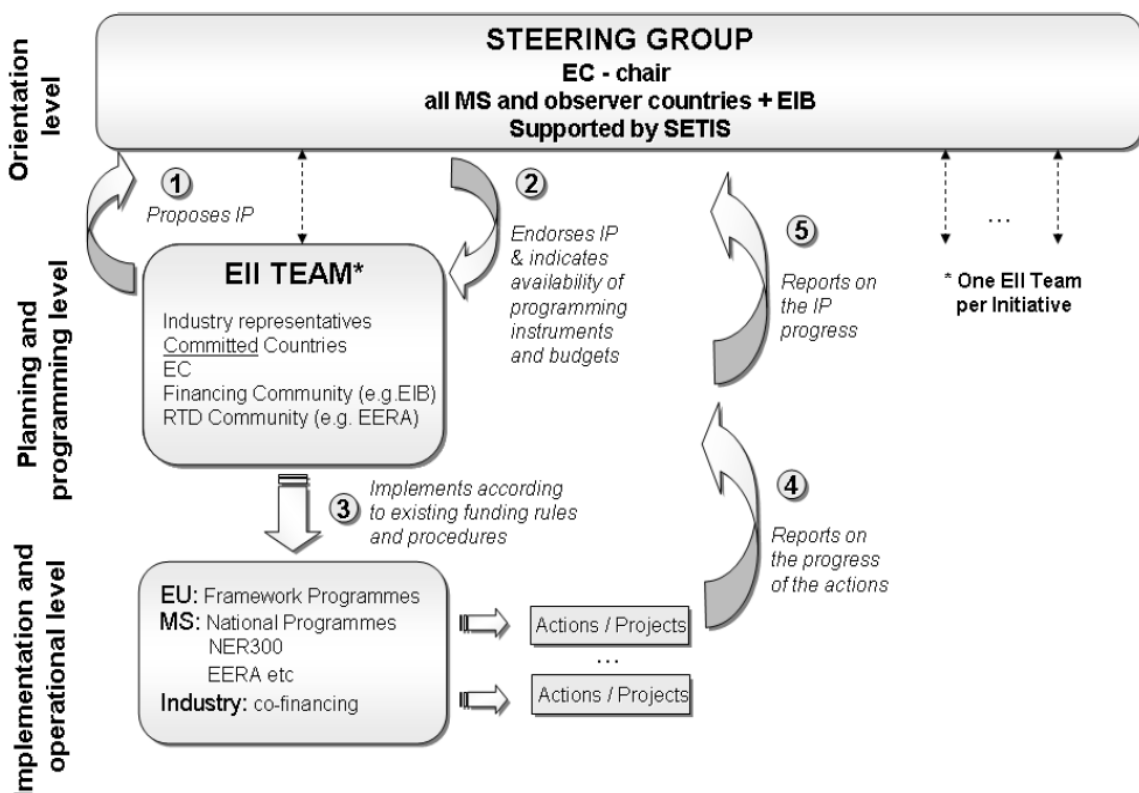 STEERING GROUP
EC - chair
all MS and observer countries + EIB
Supported by SETIS
Orientation
level
1
Proposes IP
2
Endorses IP
& indicates
availability of
programming
instruments
and budgets
5
Reports on
the IP
progress
...
* One EII Team
per Initiative
Planning and
programming level
EII TEAM*
Industry representatives
Committed Countries
EC
Financing Community (e.g.EIB)
RTD Community (e.g. EERA)
3
Implements according
to existing funding rules
and procedures
4
Reports on
the progress
of the actions
Implementation and
operational level
EU: Framework Programmes
MS: National Programmes
NER300
EERA etc
Industry: co-financing
Actions / Projects
...
Actions / Projects